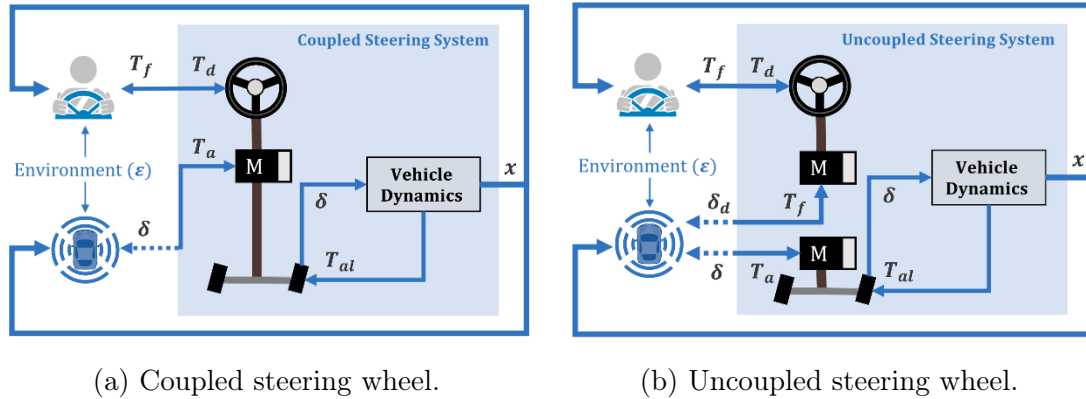 Coupled Steering System
T_f
T_d
T_a
M
Environment (ε)
Vehicle
Dynamics
x
δ
δ
T_al
(a) Coupled steering wheel.
Uncoupled Steering System
T_f
T_d
M
Environment (ε)
Vehicle
Dynamics
x
δ_d
T_f
δ
M
δ
T_a
T_al
(b) Uncoupled steering wheel.